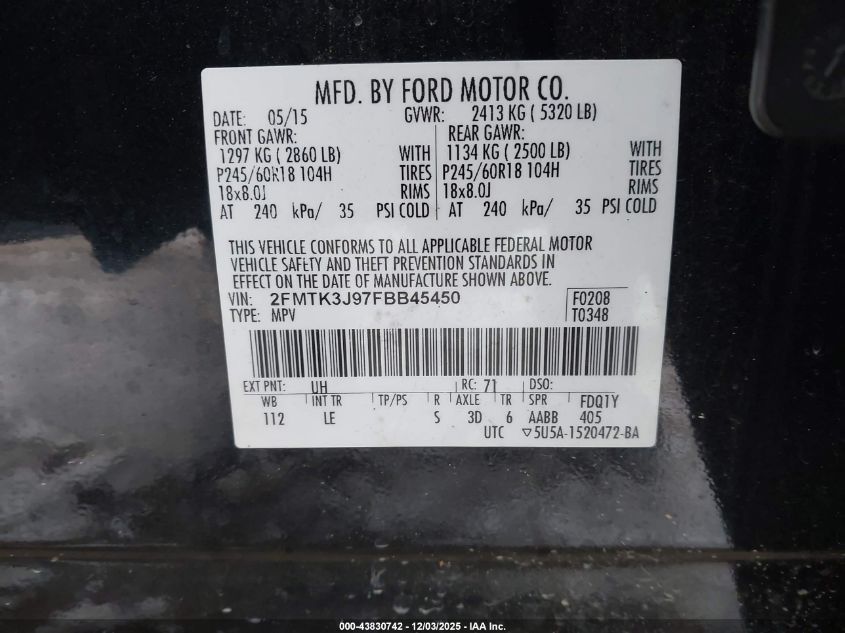 MFD. BY FORD MOTOR CO.
DATE: 05/15 GVWR: 2413 KG ( 5320 LB)
FRONT GAWR: REAR GAWR:
1297 KG ( 2860 LB) WITH 1134 KG ( 2500 LB) WITH
P245/60R18 104H TIRES P245/60R18 104H TIRES
18x8.0J RIMS 18x8.0J RIMS
AT 240 kPa/ 35 PSI COLD AT 240 kPa/ 35 PSI COLD
THIS VEHICLE CONFORMS TO ALL APPLICABLE FEDERAL MOTOR
VEHICLE SAFETY AND THEFT PREVENTION STANDARDS IN
EFFECT ON THE DATE OF MANUFACTURE SHOWN ABOVE.
VIN: 2FMTK3J97FBB45450 F0208
TYPE: MPV T0348
EXT PNT: UH RC: 71 DSO:
WB INT TR TP/PS R AXLE TR SPR FDQ1Y
112 LE S 3D 6 AABB 405
UTC ▽5U5A-1520472-BA
000-43830742 - 12/03/2025 - IAA Inc.